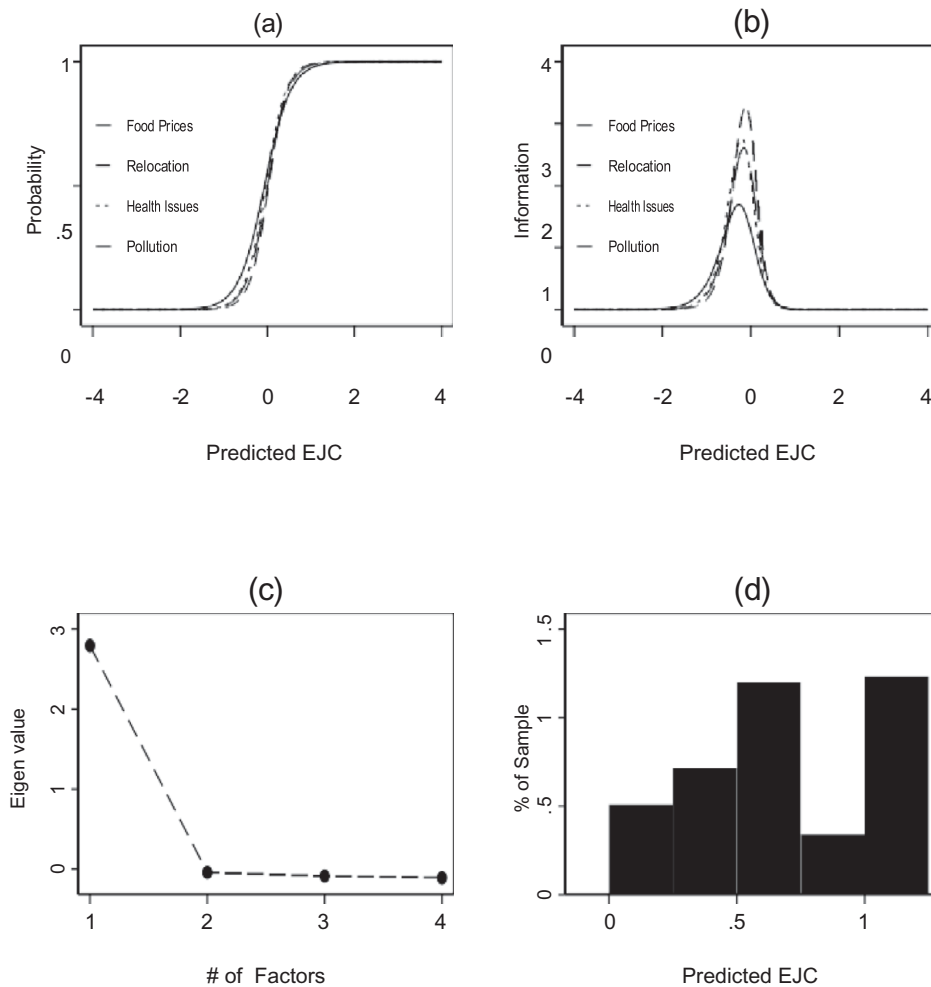 (a)
1
.5
0
Probability
Food Prices
Relocation
Health Issues
Pollution
-4 -2 0 2 4
Predicted EJC
(b)
4
3
2
1
0
Information
Food Prices
Relocation
Health Issues
Pollution
-4 -2 0 2 4
Predicted EJC
(c)
3
2
1
0
Eigen value
1 2 3 4
# of Factors
(d)
1.5
1
.5
0
% of Sample
0 .5 1
Predicted EJC